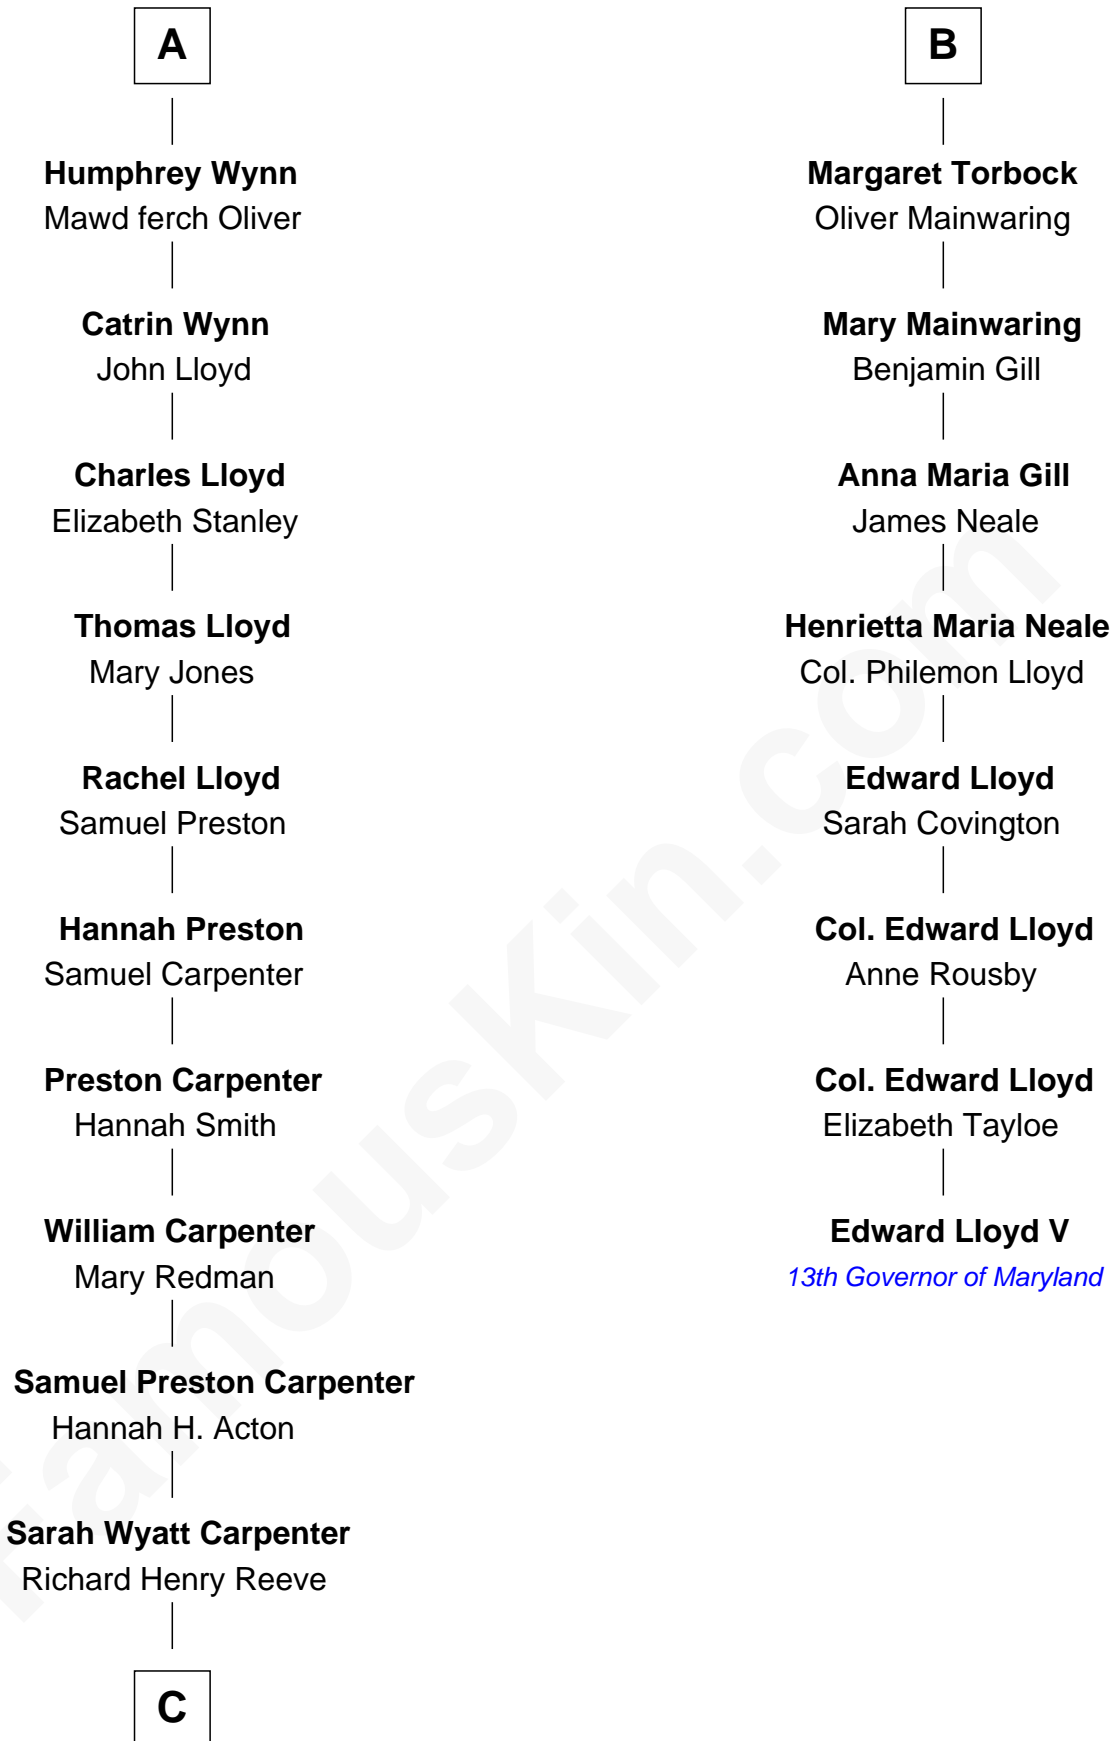 A
Humphrey Wynn
Mawd ferch Oliver
Catrin Wynn
John Lloyd
Charles Lloyd
Elizabeth Stanley
Thomas Lloyd
Mary Jones
Rachel Lloyd
Samuel Preston
Hannah Preston
Samuel Carpenter
Preston Carpenter
Hannah Smith
William Carpenter
Mary Redman
Samuel Preston Carpenter
Hannah H. Acton
Sarah Wyatt Carpenter
Richard Henry Reeve
C
B
Margaret Torbock
Oliver Mainwaring
Mary Mainwaring
Benjamin Gill
Anna Maria Gill
James Neale
Henrietta Maria Neale
Col. Philemon Lloyd
Edward Lloyd
Sarah Covington
Col. Edward Lloyd
Anne Rousby
Col. Edward Lloyd
Elizabeth Tayloe
Edward Lloyd V
13th Governor of Maryland
FamousKin.com